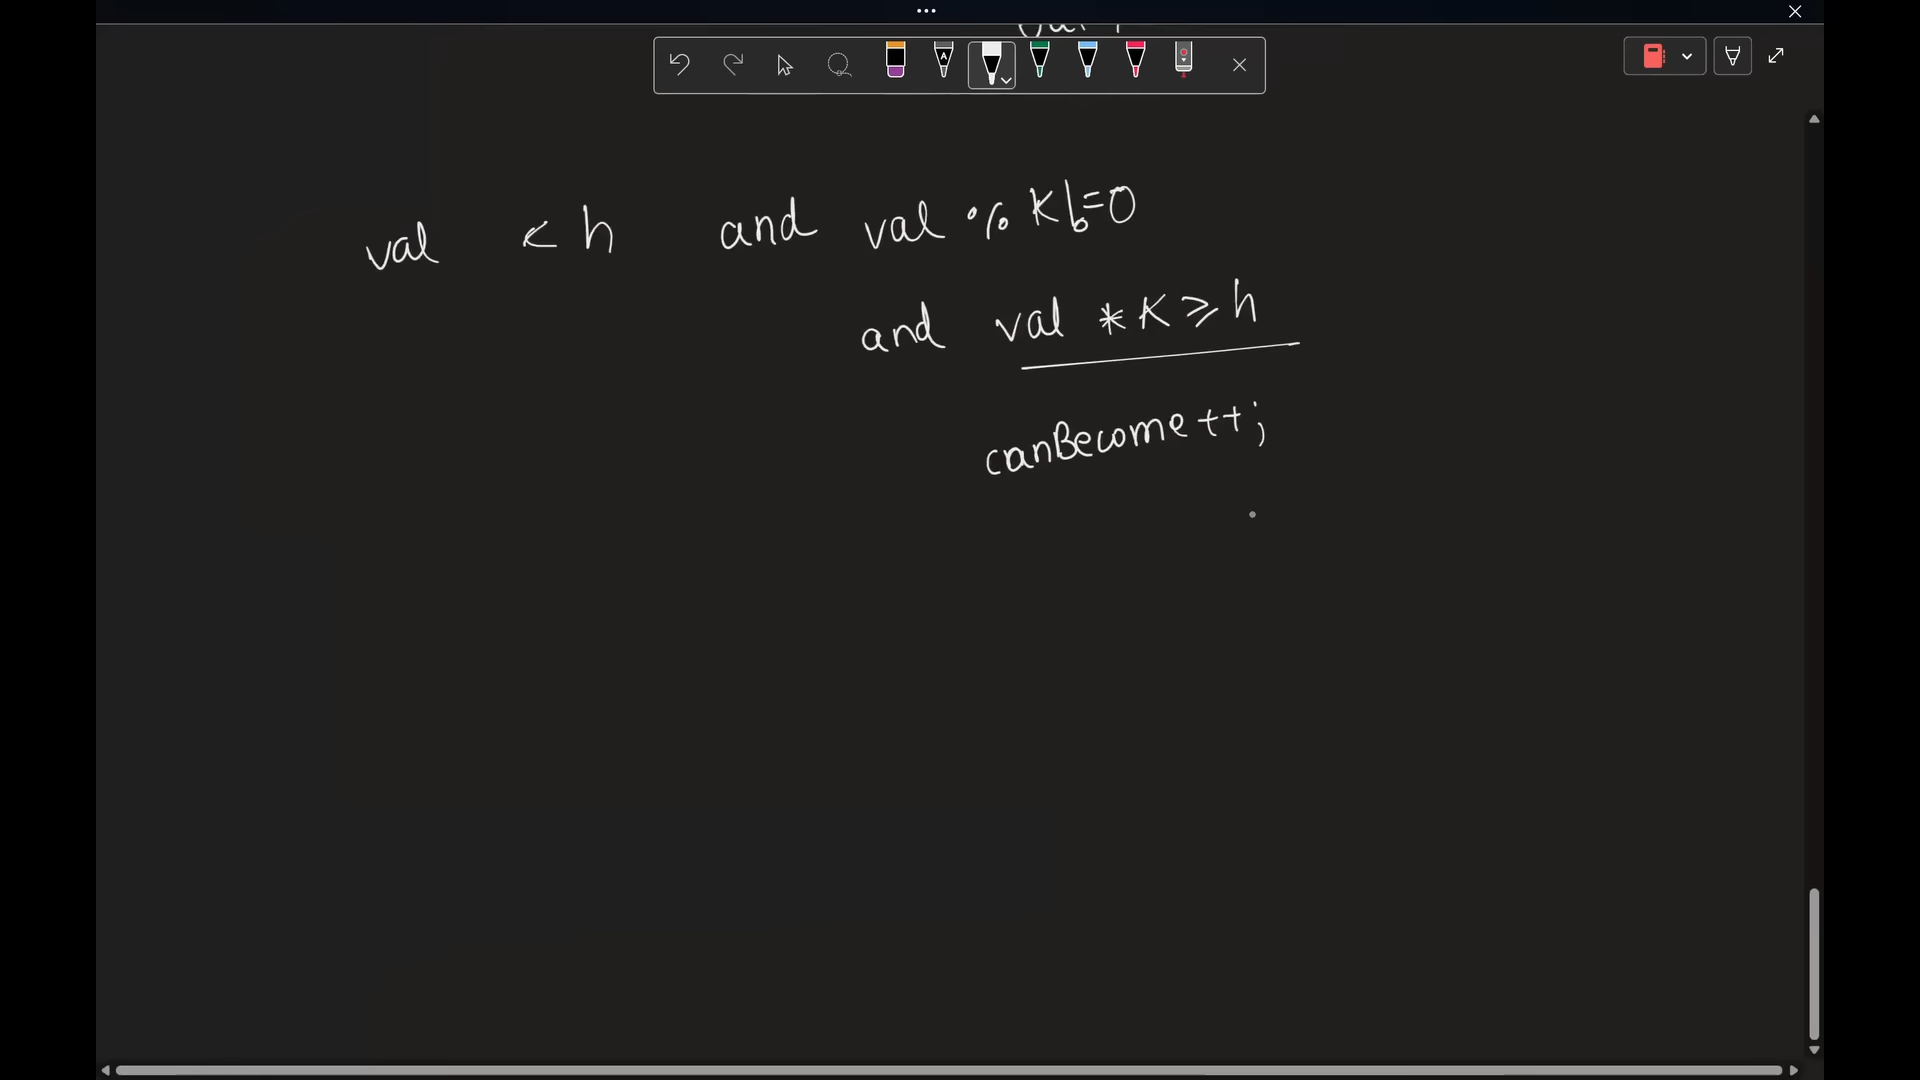 val < h and val % K != 0
and val * K ≥ h
canBecome ++;